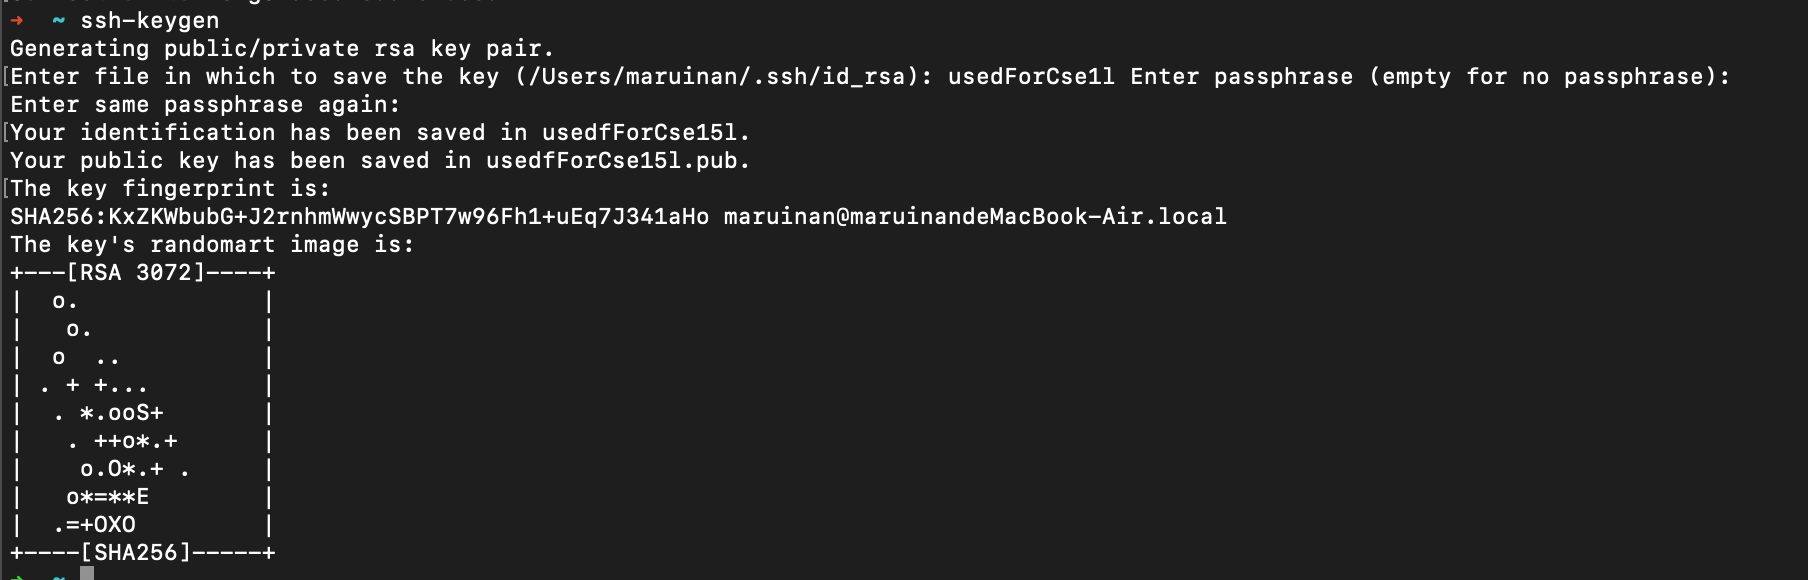 ➜  ~ ssh-keygen
Generating public/private rsa key pair.
[Enter file in which to save the key (/Users/maruinan/.ssh/id_rsa): usedForCse1l Enter passphrase (empty for no passphrase):
Enter same passphrase again:
[Your identification has been saved in usedfForCse15l.
Your public key has been saved in usedfForCse15l.pub.
[The key fingerprint is:
SHA256:KxZKWbubG+J2rnhmWwycSBPT7w96Fh1+uEq7J341aHo maruinan@maruinandeMacBook-Air.local
The key's randomart image is:
+---[RSA 3072]----+
|  o.             |
|   o.            |
|  o  ..          |
| . + +...        |
|  . *.ooS+       |
|   . ++o*.+      |
|    o.O*.+ .     |
|   o*=**E        |
|  .=+OXO         |
+----[SHA256]-----+
➜  ~